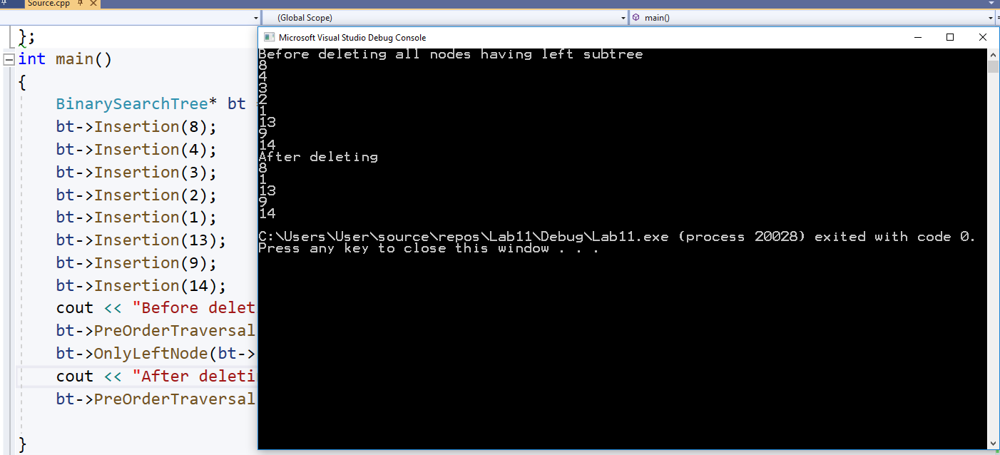 Source.cpp
(Global Scope)
main()
};
int main()
{
BinarySearchTree* bt
bt->Insertion(8);
bt->Insertion(4);
bt->Insertion(3);
bt->Insertion(2);
bt->Insertion(1);
bt->Insertion(13);
bt->Insertion(9);
bt->Insertion(14);
cout << "Before delet
bt->PreOrderTraversal
bt->OnlyLeftNode(bt->
cout << "After deleti
bt->PreOrderTraversal
}
Microsoft Visual Studio Debug Console
Before deleting all nodes having left subtree
8
4
3
2
1
13
9
14
After deleting
8
1
13
9
14
C:\Users\User\source\repos\Lab11\Debug\Lab11.exe (process 20028) exited with code 0.
Press any key to close this window . . .